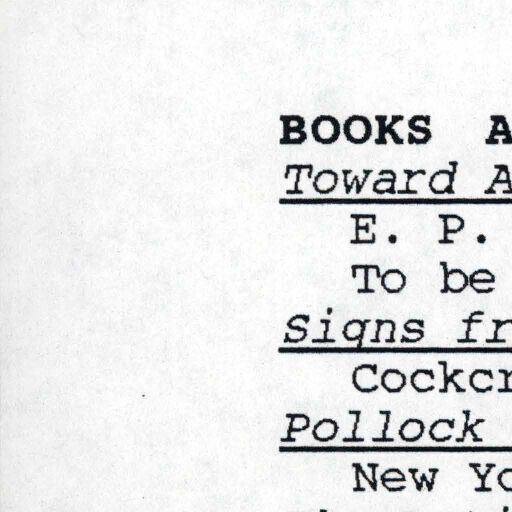 BOOKS A
Toward A
E. P.
To be
Signs fr
Cockcr
Pollock
New Yo